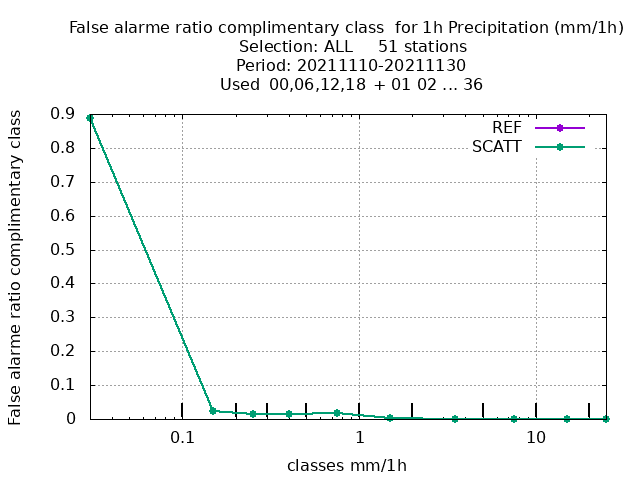 False alarme ratio complimentary class  for 1h Precipitation (mm/1h)
Selection: ALL     51 stations
Period: 20211110-20211130
Used  00,06,12,18  + 01 02 ... 36
False alarme ratio complimentary class
0.9
0.8
0.7
0.6
0.5
0.4
0.3
0.2
0.1
0
REF
SCATT
0.1
1
10
classes mm/1h